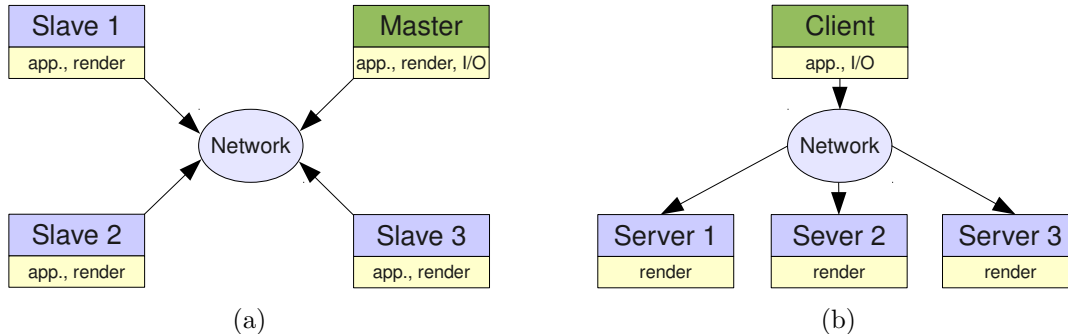 Slave 1
app., render
Master
app., render, I/O
Network
Slave 2
app., render
Slave 3
app., render
(a)
Client
app., I/O
Network
Server 1
render
Sever 2
render
Server 3
render
(b)